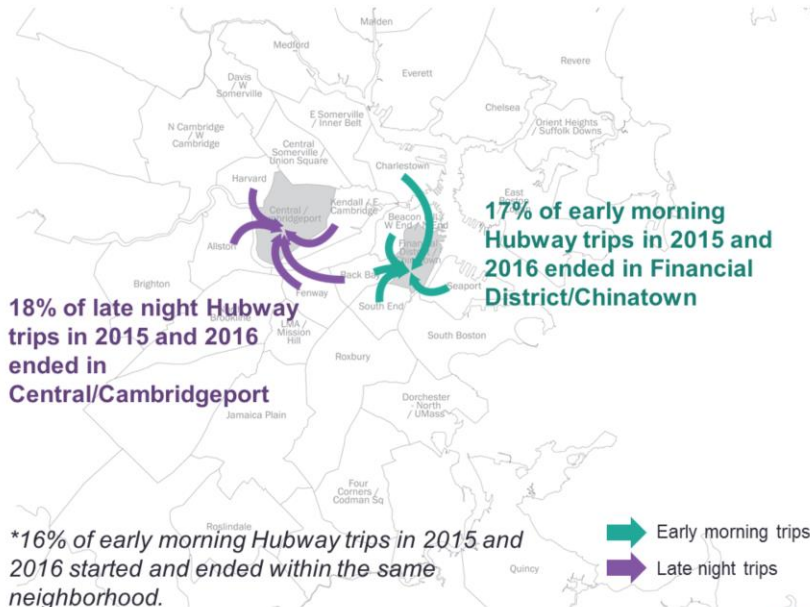 Malden
Medford
Revere
Everett
Davis
/ W
Somerville
Chelsea
E Somerville
/ Inner Belt
Orient Heights
/ Suffolk Downs
N Cambridge
/ W
Cambridge
Central
Somerville /
Union Square
Charlestown
Harvard
Kendall / E
Cambridge
East
Central /
Beacon
W End / N End
Financial
Allston
17% of early morning
Hubway trips in 2015 and
2016 ended in Financial
District/Chinatown
Back Bay
Seaport
Brighton
Fenway
South End
18% of late night Hubway
trips in 2015 and 2016
ended in
Central/Cambridgeport
Brookline
LMA /
Mission
Hill
South Boston
Roxbury
Jamaica Plain
Dorchester
- North
/ UMass
Four
Corners /
Codman Sq
Roslindale
*16% of early morning Hubway trips in 2015 and
2016 started and ended within the same
neighborhood.
Early morning trips
Late night trips
Quincy